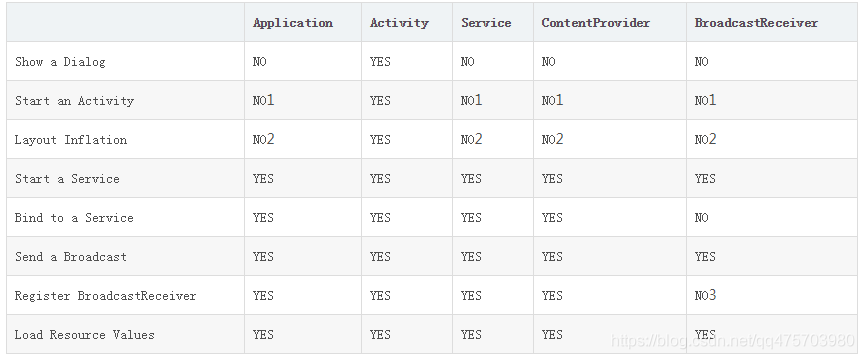 Application Activity Service ContentProvider BroadcastReceiver
Show a Dialog NO YES NO NO NO
Start an Activity NO1 YES NO1 NO1 NO1
Layout Inflation NO2 YES NO2 NO2 NO2
Start a Service YES YES YES YES YES
Bind to a Service YES YES YES YES NO
Send a Broadcast YES YES YES YES YES
Register BroadcastReceiver YES YES YES YES NO3
Load Resource Values YES YES YES YES YES
https://blog.csdn.net/qq475703980